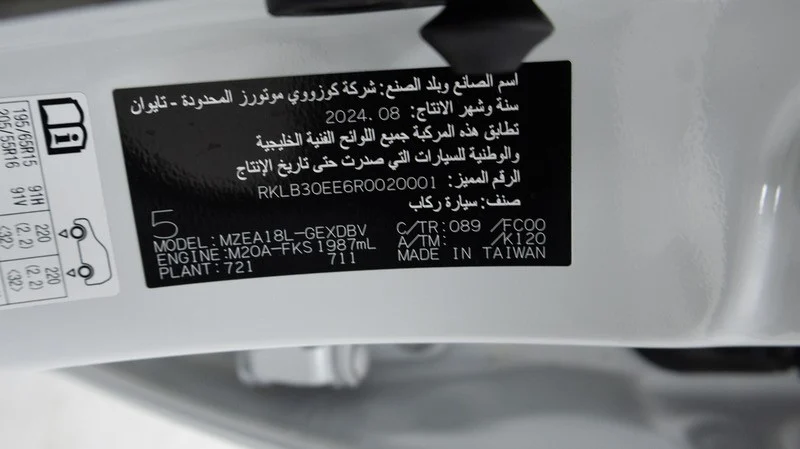 اسم الصانع وبلد الصنع: شركة كوزووي موتورز المحدودة - تايوان
سنة وشهر الانتاج: 2024. 08
تطابق هذه المركبة جميع اللوائح الفنية الخليجية
والوطنية للسيارات التي صدرت حتى تاريخ الإنتاج
الرقم المميز: RKLB30EE6R0020001
صنف: سيارة ركاب
5
MODEL: MZEA18L-GEXDBV
ENGINE: M20A-FKS 1987mL
PLANT: 721 711
C/TR: 089 /FC00
A/TM: /K120
MADE IN TAIWAN
195/65R15 91H 220 (2.2) (32) 220 (2.2) (32)
205/55R16 91V